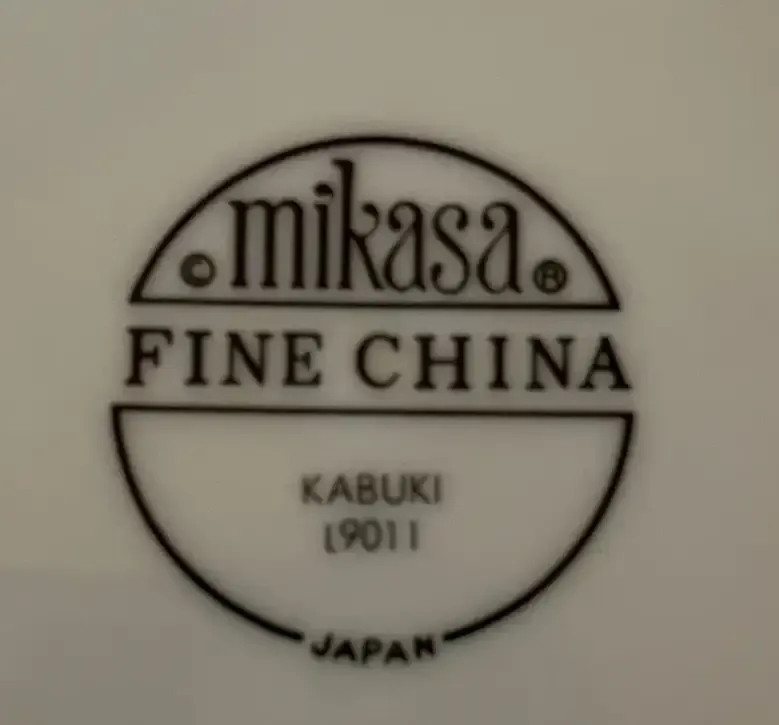 © mikasa ®
FINE CHINA
KABUKI
L9011
JAPAN